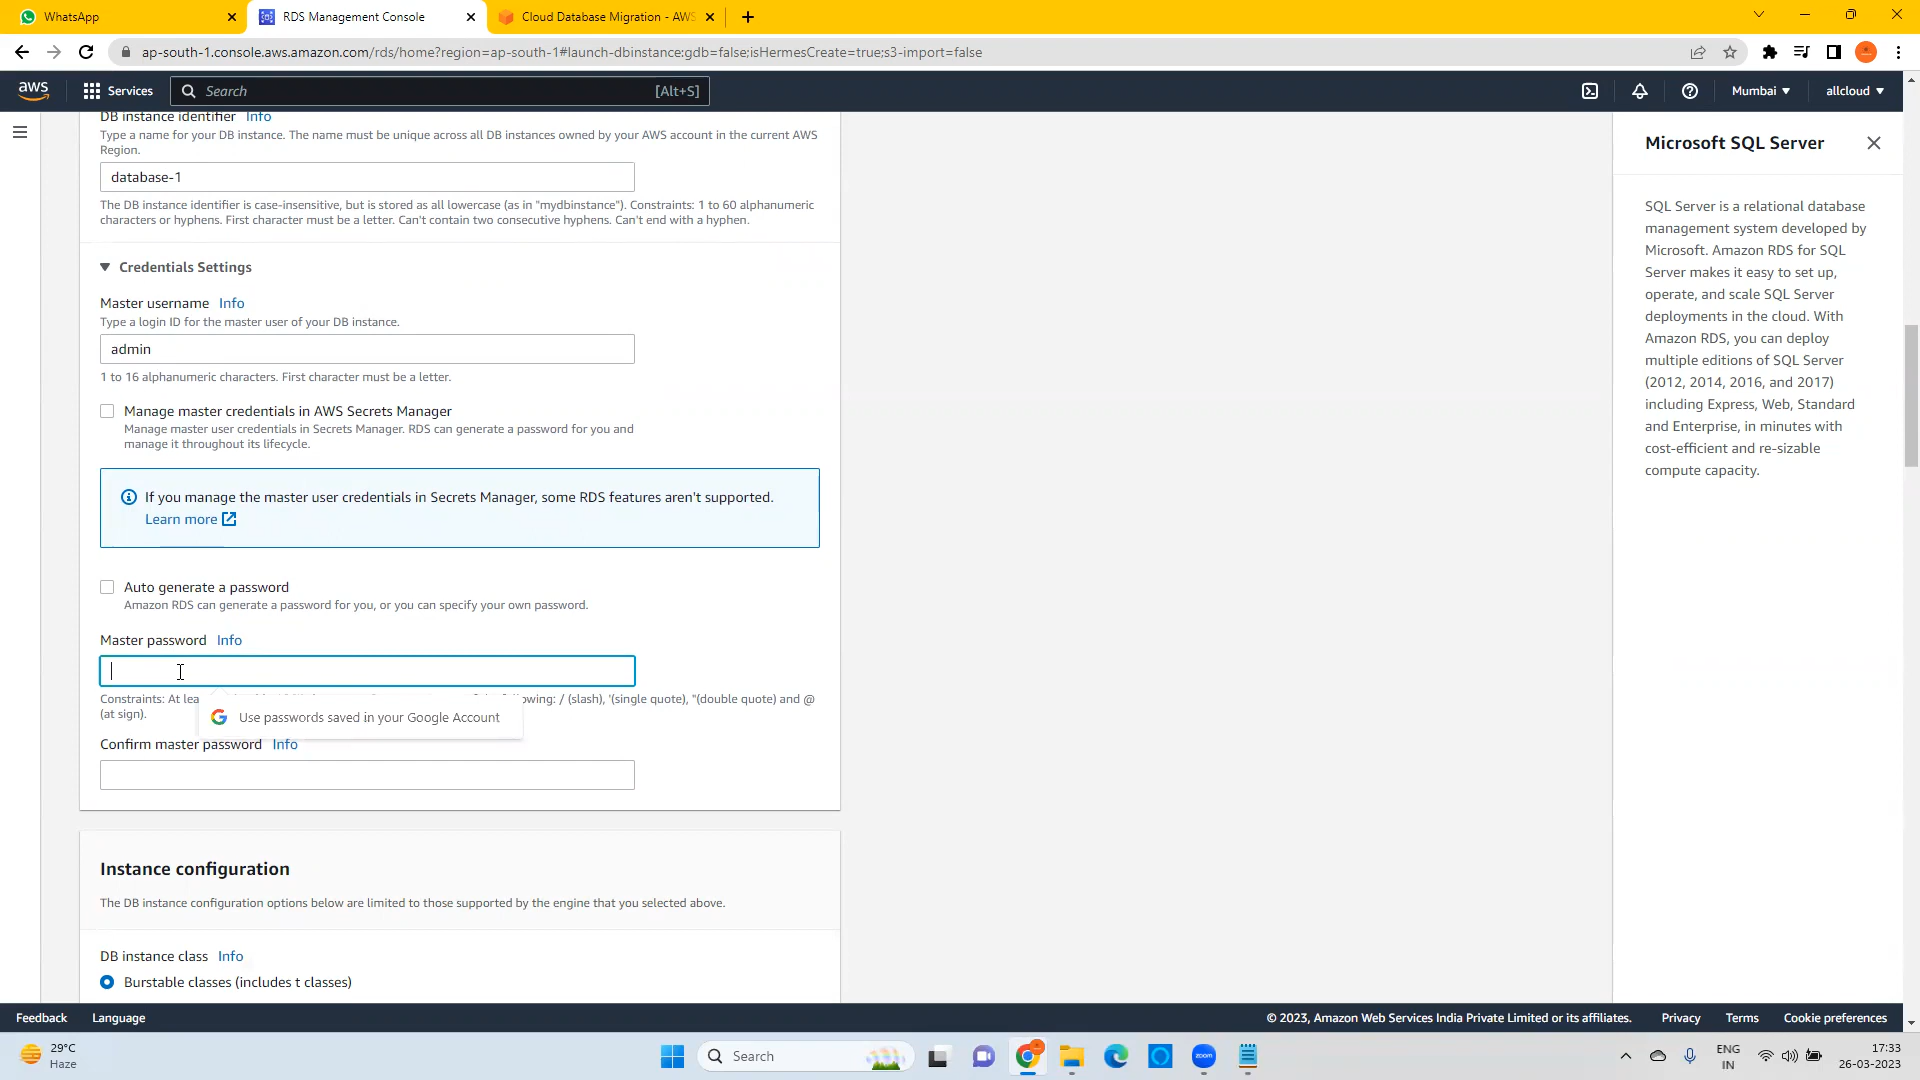 WhatsApp
RDS Management Console
Cloud Database Migration - AWS
ap-south-1.console.aws.amazon.com/rds/home?region=ap-south-1#launch-dbinstance:gdb=false;isHermesCreate=true;s3-import=false
aws
Services
Search
[Alt+S]
Mumbai
allcloud
DB instance identifier Info
Type a name for your DB instance. The name must be unique across all DB instances owned by your AWS account in the current AWS
Region.
database-1
The DB instance identifier is case-insensitive, but is stored as all lowercase (as in "mydbinstance"). Constraints: 1 to 60 alphanumeric
characters or hyphens. First character must be a letter. Can't contain two consecutive hyphens. Can't end with a hyphen.
Credentials Settings
Master username Info
Type a login ID for the master user of your DB instance.
admin
1 to 16 alphanumeric characters. First character must be a letter.
Manage master credentials in AWS Secrets Manager
Manage master user credentials in Secrets Manager. RDS can generate a password for you and
manage it throughout its lifecycle.
If you manage the master user credentials in Secrets Manager, some RDS features aren't supported.
Learn more
Auto generate a password
Amazon RDS can generate a password for you, or you can specify your own password.
Master password Info
Constraints: At lea owing: / (slash), '(single quote), "(double quote) and @
(at sign).
Use passwords saved in your Google Account
Confirm master password Info
Instance configuration
The DB instance configuration options below are limited to those supported by the engine that you selected above.
DB instance class Info
Burstable classes (includes t classes)
Microsoft SQL Server
SQL Server is a relational database
management system developed by
Microsoft. Amazon RDS for SQL
Server makes it easy to set up,
operate, and scale SQL Server
deployments in the cloud. With
Amazon RDS, you can deploy
multiple editions of SQL Server
(2012, 2014, 2016, and 2017)
including Express, Web, Standard
and Enterprise, in minutes with
cost-efficient and re-sizable
compute capacity.
Feedback
Language
© 2023, Amazon Web Services India Private Limited or its affiliates.
Privacy
Terms
Cookie preferences
29°C
Haze
Search
zoom
ENG
IN
17:33
26-03-2023